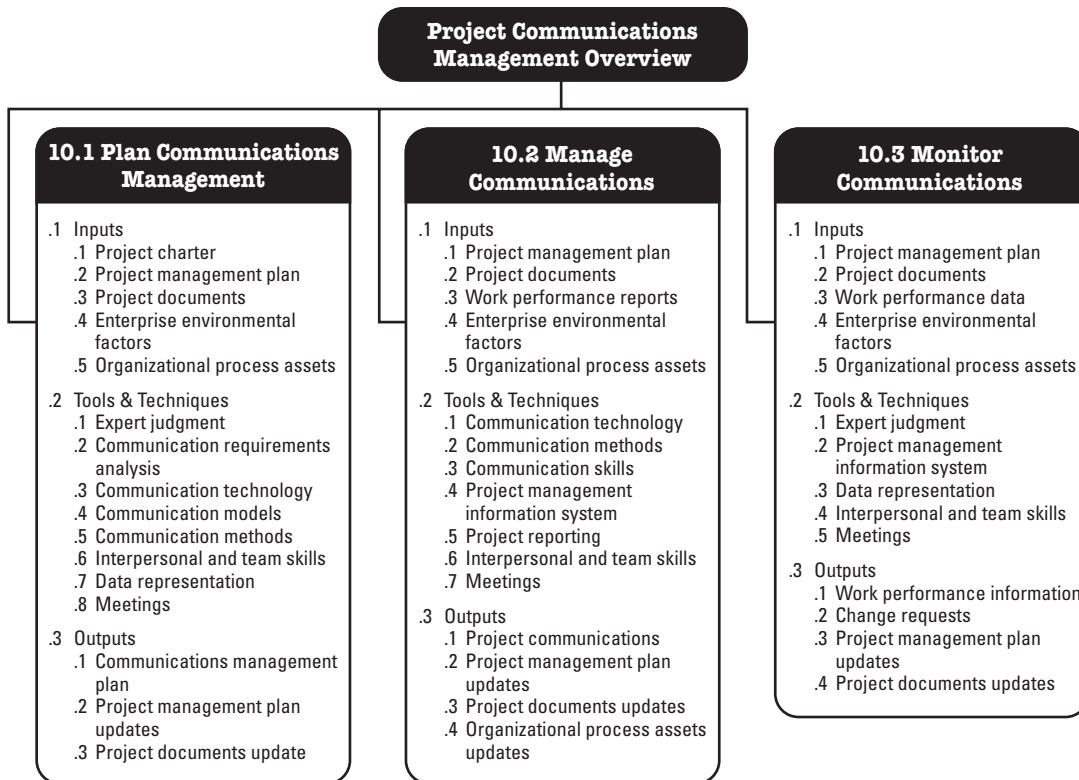 Project Communications
Management Overview
10.1 Plan Communications
Management
.1 Inputs
.1 Project charter
.2 Project management plan
.3 Project documents
.4 Enterprise environmental
factors
.5 Organizational process assets
.2 Tools & Techniques
.1 Expert judgment
.2 Communication requirements
analysis
.3 Communication technology
.4 Communication models
.5 Communication methods
.6 Interpersonal and team skills
.7 Data representation
.8 Meetings
.3 Outputs
.1 Communications management
plan
.2 Project management plan
updates
.3 Project documents update
10.2 Manage
Communications
.1 Inputs
.1 Project management plan
.2 Project documents
.3 Work performance reports
.4 Enterprise environmental
factors
.5 Organizational process assets
.2 Tools & Techniques
.1 Communication technology
.2 Communication methods
.3 Communication skills
.4 Project management
information system
.5 Project reporting
.6 Interpersonal and team skills
.7 Meetings
.3 Outputs
.1 Project communications
.2 Project management plan
updates
.3 Project documents updates
.4 Organizational process assets
updates
10.3 Monitor
Communications
.1 Inputs
.1 Project management plan
.2 Project documents
.3 Work performance data
.4 Enterprise environmental
factors
.5 Organizational process assets
.2 Tools & Techniques
.1 Expert judgment
.2 Project management
information system
.3 Data representation
.4 Interpersonal and team skills
.5 Meetings
.3 Outputs
.1 Work performance information
.2 Change requests
.3 Project management plan
updates
.4 Project documents updates